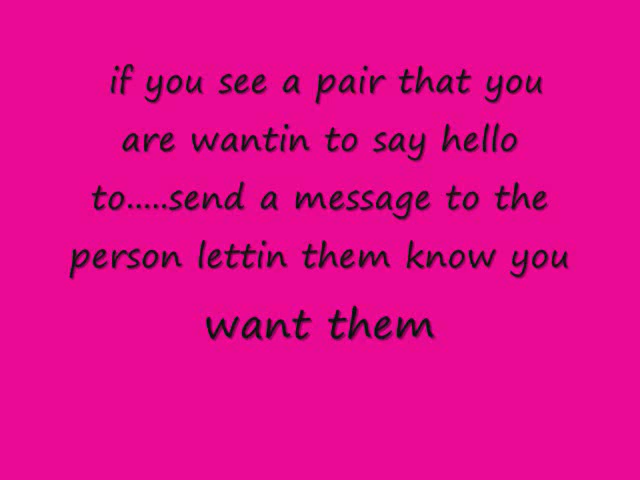 if you see a pair that you
are wantin to say hello
to.....send a message to the
person lettin them know you
want them